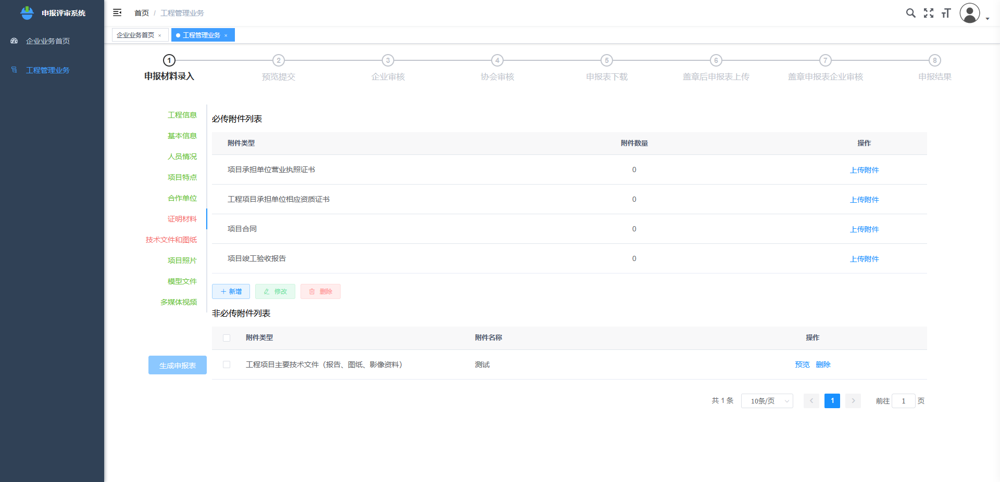 申报评审系统
企业业务首页
工程管理业务
首页 / 工程管理业务
企业业务首页 ×
工程管理业务 ×
1 2 3 4 5 6 7 8
申报材料录入 预览提交 企业审核 协会审核 申报表下载 盖章后申报表上传 盖章申报表企业审核 申报结果
工程信息
基本信息
人员情况
项目特点
合作单位
证明材料
技术文件和图纸
项目照片
模型文件
多媒体视频
生成申报表
必传附件列表
附件类型 附件数量 操作
项目承担单位营业执照证书 0 上传附件
工程项目承担单位相应资质证书 0 上传附件
项目合同 0 上传附件
项目竣工验收报告 0 上传附件
新增 修改 删除
非必传附件列表
附件类型 附件名称 操作
工程项目主要技术文件（报告、图纸、影像资料） 测试 预览 删除
共 1 条 10条/页 1 前往 1 页